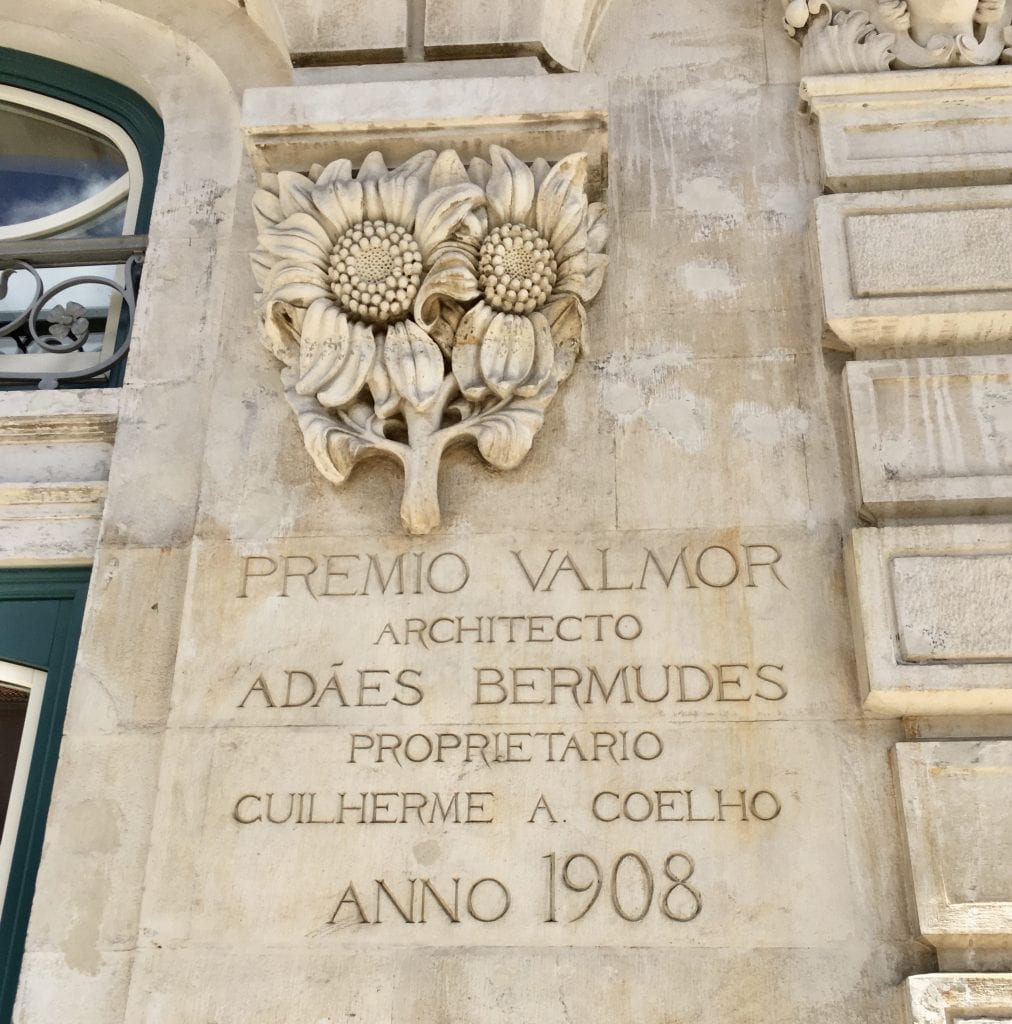 PREMIO VALMOR
ARCHITECTO
ADÃES BERMUDES
PROPRIETARIO
GUILHERME A. COELHO
ANNO 1908